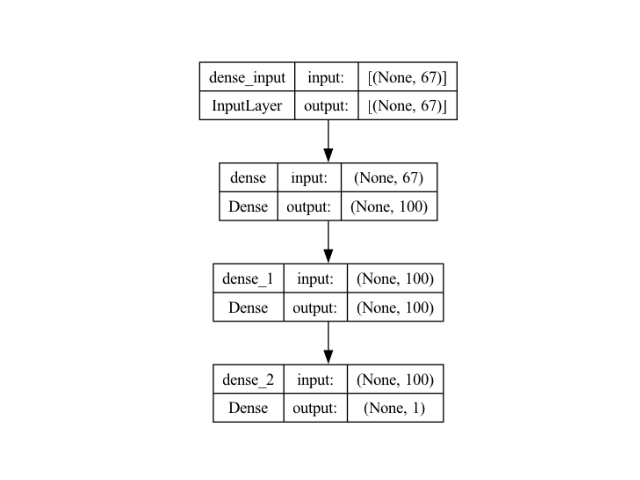 dense_input input: [(None, 67)]
InputLayer output: [(None, 67)]
dense input: (None, 67)
Dense output: (None, 100)
dense_1 input: (None, 100)
Dense output: (None, 100)
dense_2 input: (None, 100)
Dense output: (None, 1)